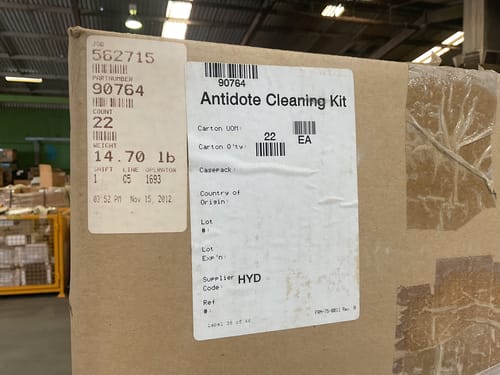 JOB
562715
PARTNUMBER
90764
COUNT
22
WEIGHT
14.70 lb
SHIFT LINE OPERATOR
1 C5 1693
03:52 PM Nov 15, 2012
90764
Antidote Cleaning Kit
Carton UOM:
EA
Carton Q'ty:
22
Casepack:
Country of
Origin:
Lot
#:
Lot
Exp'n:
Supplier
Code: HYD
Ref
#: